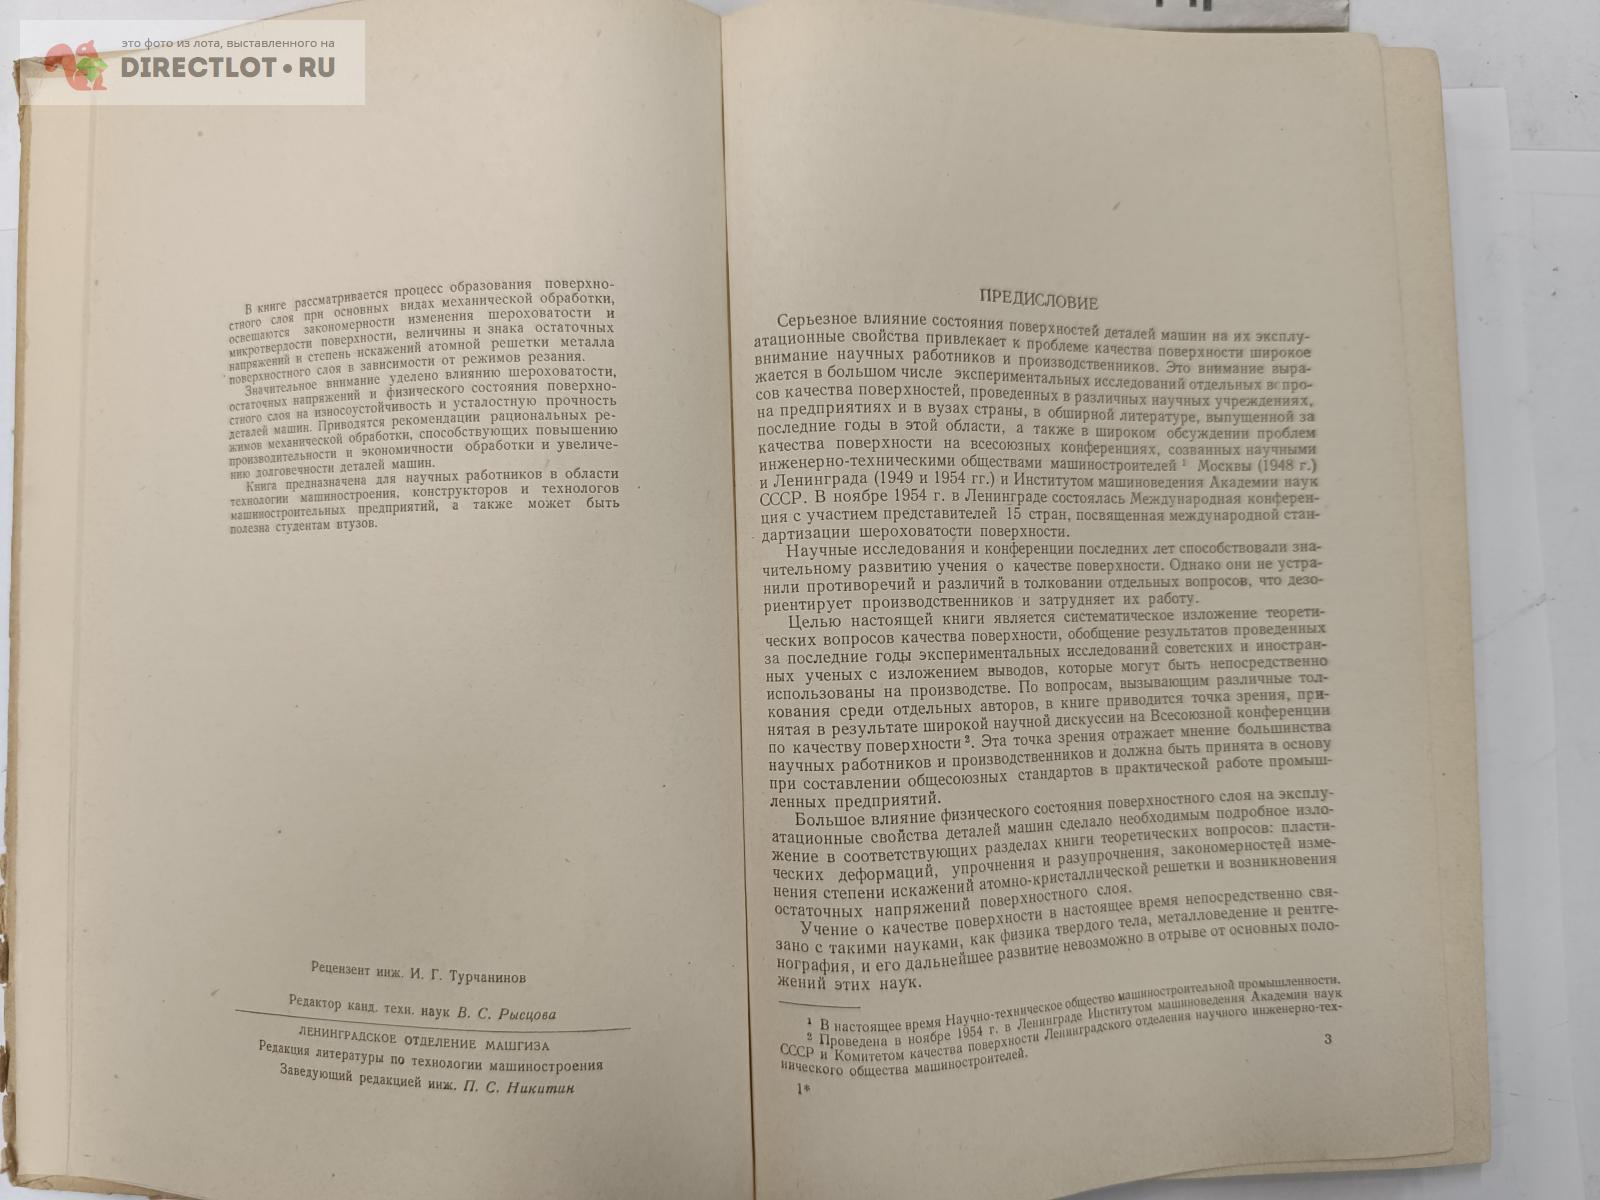 это фото из лота, выставленного на
DIRECTLOT•RU
В книге рассматривается процесс образования поверхно-
стного слоя при основных видах механической обработки,
освещаются закономерности изменения шероховатости и
микротвердости поверхности, величины и знака остаточных
напряжений и степень искажений атомной решетки металла
поверхностного слоя в зависимости от режимов резания.
Значительное внимание уделено влиянию шероховатости,
остаточных напряжений и физического состояния поверхно-
стного слоя на износоустойчивость и усталостную прочность
деталей машин. Приводятся рекомендации рациональных ре-
жимов механической обработки, способствующих повышению
производительности и экономичности обработки и увеличе-
нию долговечности деталей машин.
Книга предназначена для научных работников в области
технологии машиностроения, конструкторов и технологов
машиностроительных предприятий, а также может быть
полезна студентам втузов.
Рецензент инж. И. Г. Турчанинов
Редактор канд. техн. наук В. С. Рысцова
ЛЕНИНГРАДСКОЕ ОТДЕЛЕНИЕ МАШГИЗА
Редакция литературы по технологии машиностроения
Заведующий редакцией инж. П. С. Никитин
ПРЕДИСЛОВИЕ
Серьезное влияние состояния поверхностей деталей машин на их эксплу-
атационные свойства привлекает к проблеме качества поверхности широкое
внимание научных работников и производственников. Это внимание выра-
жается в большом числе экспериментальных исследований отдельных вопро-
сов качества поверхностей, проведенных в различных научных учреждениях,
на предприятиях и в вузах страны, в обширной литературе, выпущенной за
последние годы в этой области, а также в широком обсуждении проблем
качества поверхности на всесоюзных конференциях, созванных научными
инженерно-техническими обществами машиностроителей ¹ Москвы (1948 г.)
и Ленинграда (1949 и 1954 гг.) и Институтом машиноведения Академии наук
СССР. В ноябре 1954 г. в Ленинграде состоялась Международная конферен-
ция с участием представителей 15 стран, посвященная международной стан-
дартизации шероховатости поверхности.
Научные исследования и конференции последних лет способствовали зна-
чительному развитию учения о качестве поверхности. Однако они не устра-
нили противоречий и различий в толковании отдельных вопросов, что дезо-
риентирует производственников и затрудняет их работу.
Целью настоящей книги является систематическое изложение теорети-
ческих вопросов качества поверхности, обобщение результатов проведенных
за последние годы экспериментальных исследований советских и иностран-
ных ученых с изложением выводов, которые могут быть непосредственно
использованы на производстве. По вопросам, вызывающим различные тол-
кования среди отдельных авторов, в книге приводится точка зрения, при-
нятая в результате широкой научной дискуссии на Всесоюзной конференции
по качеству поверхности ². Эта точка зрения отражает мнение большинства
научных работников и производственников и должна быть принята в основу
при составлении общесоюзных стандартов в практической работе промыш-
ленных предприятий.
Большое влияние физического состояния поверхностного слоя на эксплу-
атационные свойства деталей машин сделало необходимым подробное изло-
жение в соответствующих разделах книги теоретических вопросов: пласти-
ческих деформаций, упрочнения и разупрочнения, закономерностей изме-
нения степени искажений атомно-кристаллической решетки и возникновения
остаточных напряжений поверхностного слоя.
Учение о качестве поверхности в настоящее время непосредственно свя-
зано с такими науками, как физика твердого тела, металловедение и рентге-
нография, и его дальнейшее развитие невозможно в отрыве от основных поло-
жений этих наук.
¹ В настоящее время Научно-техническое общество машиностроительной промышленности.
² Проведена в ноябре 1954 г. в Ленинграде Институтом машиноведения Академии наук
СССР и Комитетом качества поверхности Ленинградского отделения научного инженерно-тех-
нического общества машиностроителей.
1*
3